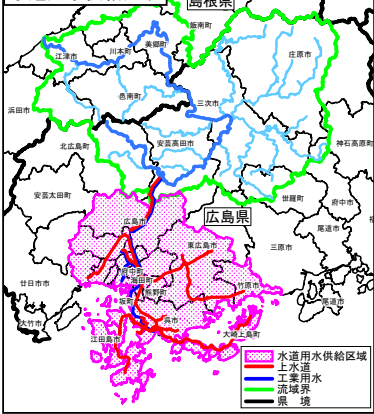 島根県
飯南町
美郷町
川本町
江津市
庄原市
邑南町
浜田市
三次市
北広島町
安芸高田市
神石高原町
安芸太田町
世羅町
府中市
広島県
広島市
尾道市
東広島市
三原市
府中町
海田町
廿日市市
熊野町
竹原市
坂町
尾道市
大竹市
呉市
江田島市
大崎上島町
水道用水供給区域
上水道
工業用水
流域界
県　境